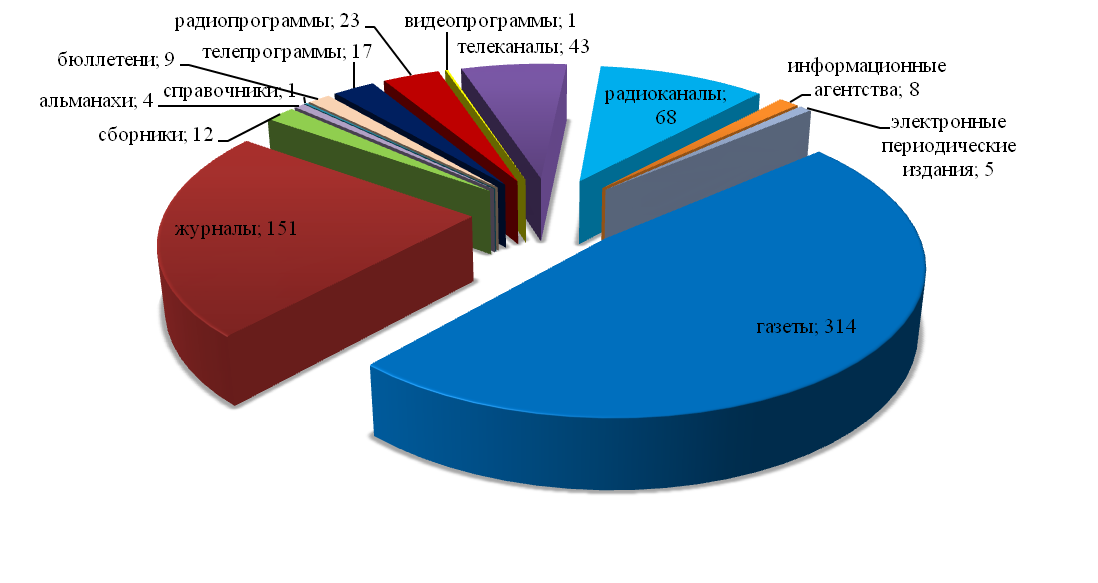 радиопрограммы; 23
видеопрограммы; 1
бюллетени; 9
телепрограммы; 17
телеканалы; 43
альманахи; 4
справочники; 1
сборники; 12
радиоканалы;
68
информационные
агентства; 8
электронные
периодические
издания; 5
журналы; 151
газеты; 314